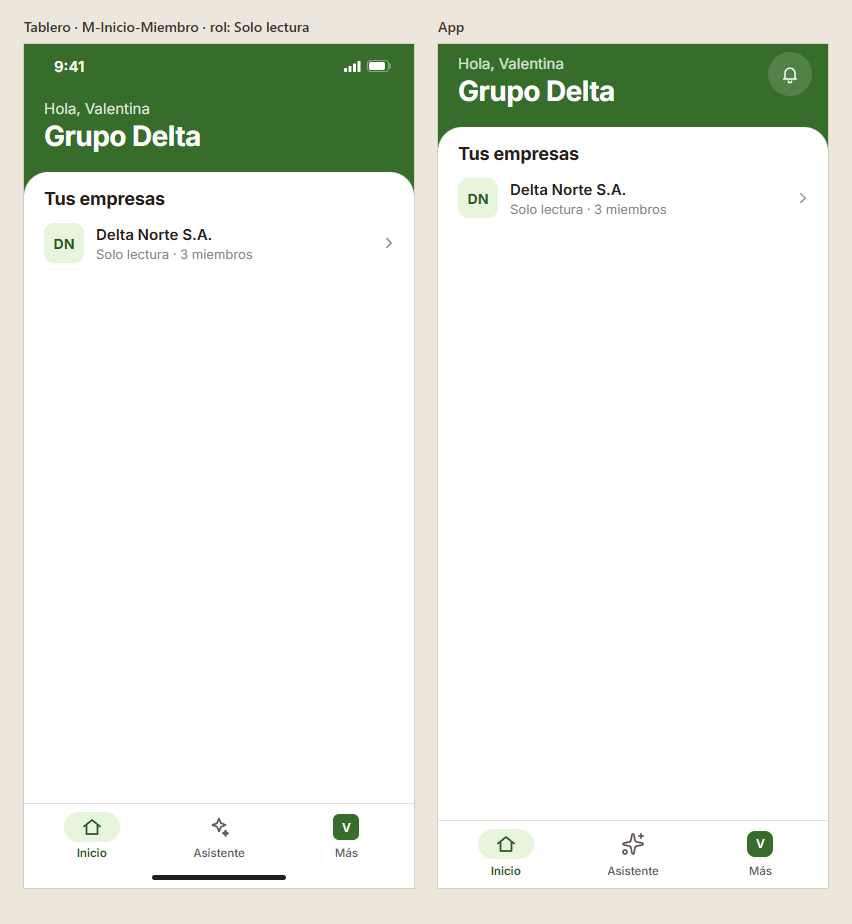 Tablero · M-Inicio-Miembro · rol: Solo lectura
9:41
Hola, Valentina
Grupo Delta
Tus empresas
DN
Delta Norte S.A.
Solo lectura · 3 miembros
Inicio
Asistente
V
Más
App
Hola, Valentina
Grupo Delta
Tus empresas
DN
Delta Norte S.A.
Solo lectura · 3 miembros
Inicio
Asistente
V
Más